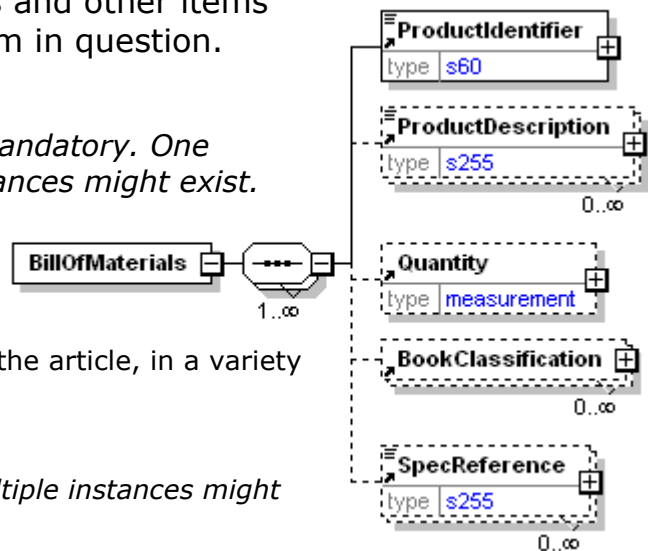 s and other items
m in question.
andatory. One
ances might exist.
the article, in a variety
ltiple instances might
BillOfMaterials
1..∞
ProductIdentifier
type s60
ProductDescription
type s255
0..∞
Quantity
type measurement
BookClassification
0..∞
SpecReference
type s255
0..∞